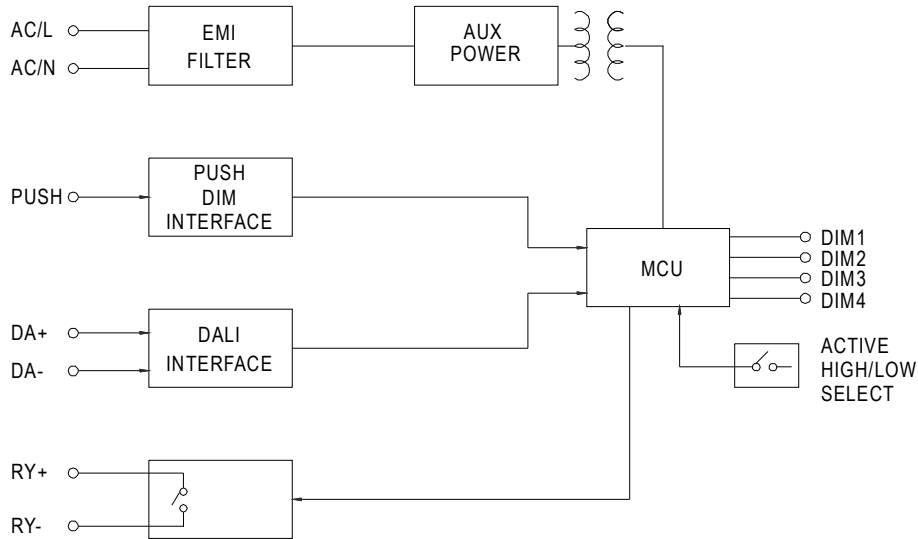 AC/L
AC/N
EMI
FILTER
AUX
POWER
PUSH
PUSH
DIM
INTERFACE
MCU
DIM1
DIM2
DIM3
DIM4
DA+
DA-
DALI
INTERFACE
ACTIVE
HIGH/LOW
SELECT
RY+
RY-